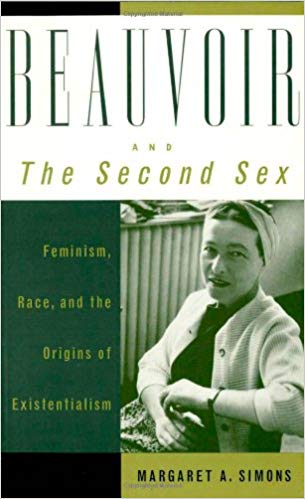 BEAUVOIR
AND
The Second Sex
Feminism,
Race, and the
Origins of
Existentialism
MARGARET A. SIMONS